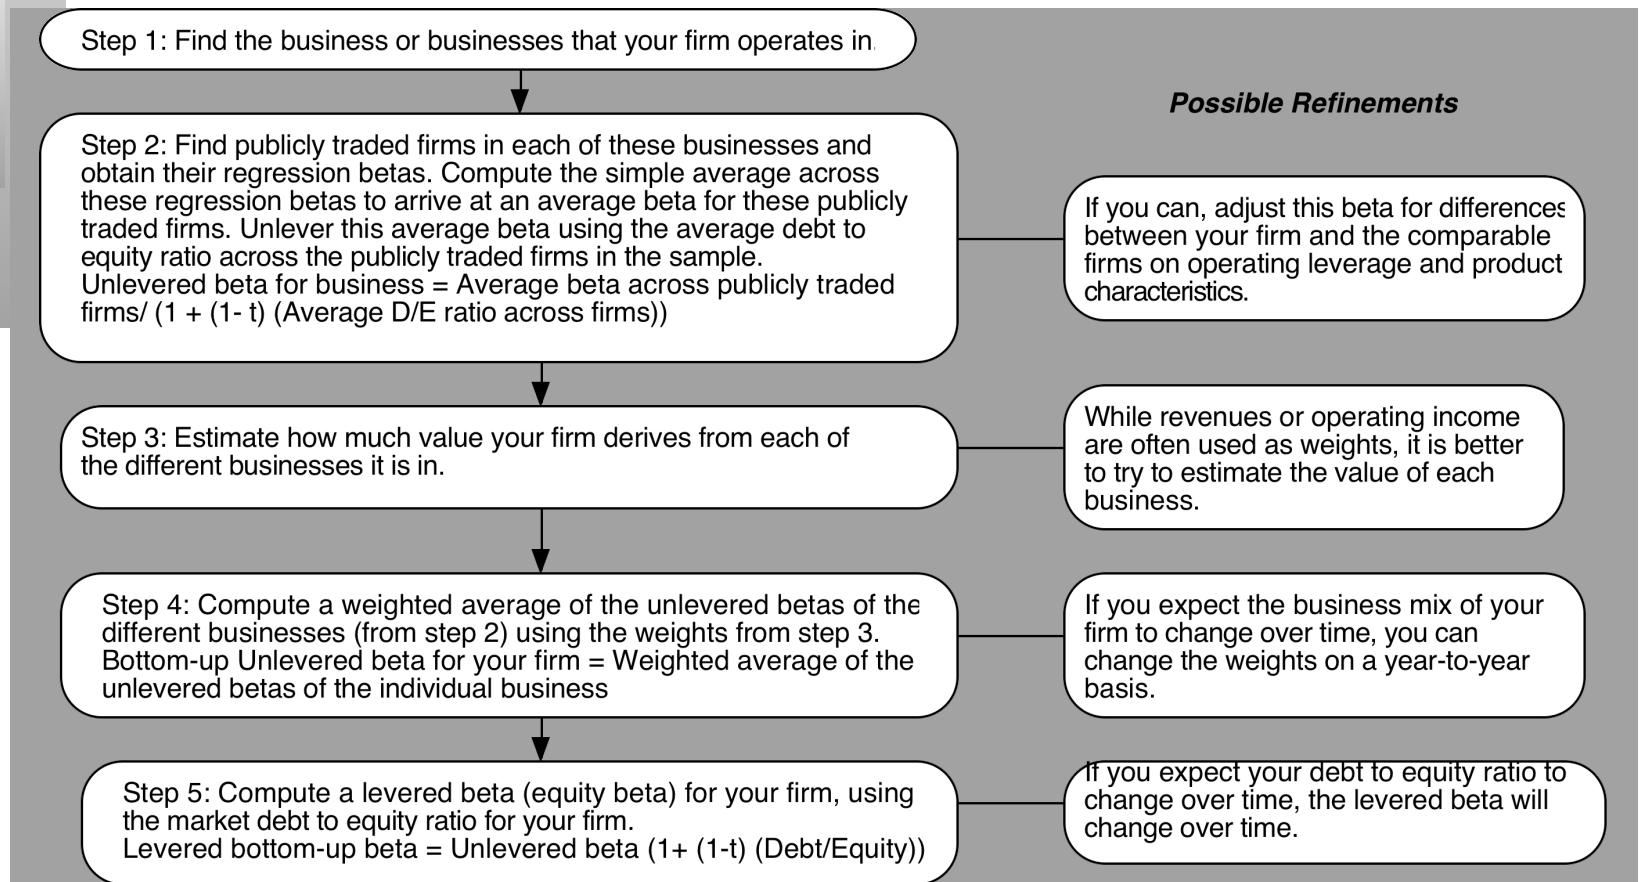 Step 1: Find the business or businesses that your firm operates in.
Possible Refinements
Step 2: Find publicly traded firms in each of these businesses and
obtain their regression betas. Compute the simple average across
these regression betas to arrive at an average beta for these publicly
traded firms. Unlever this average beta using the average debt to
equity ratio across the publicly traded firms in the sample.
Unlevered beta for business = Average beta across publicly traded
firms/ (1 + (1- t) (Average D/E ratio across firms))
If you can, adjust this beta for differences
between your firm and the comparable
firms on operating leverage and product
characteristics.
Step 3: Estimate how much value your firm derives from each of
the different businesses it is in.
While revenues or operating income
are often used as weights, it is better
to try to estimate the value of each
business.
Step 4: Compute a weighted average of the unlevered betas of the
different businesses (from step 2) using the weights from step 3.
Bottom-up Unlevered beta for your firm = Weighted average of the
unlevered betas of the individual business
If you expect the business mix of your
firm to change over time, you can
change the weights on a year-to-year
basis.
Step 5: Compute a levered beta (equity beta) for your firm, using
the market debt to equity ratio for your firm.
Levered bottom-up beta = Unlevered beta (1+ (1-t) (Debt/Equity))
If you expect your debt to equity ratio to
change over time, the levered beta will
change over time.